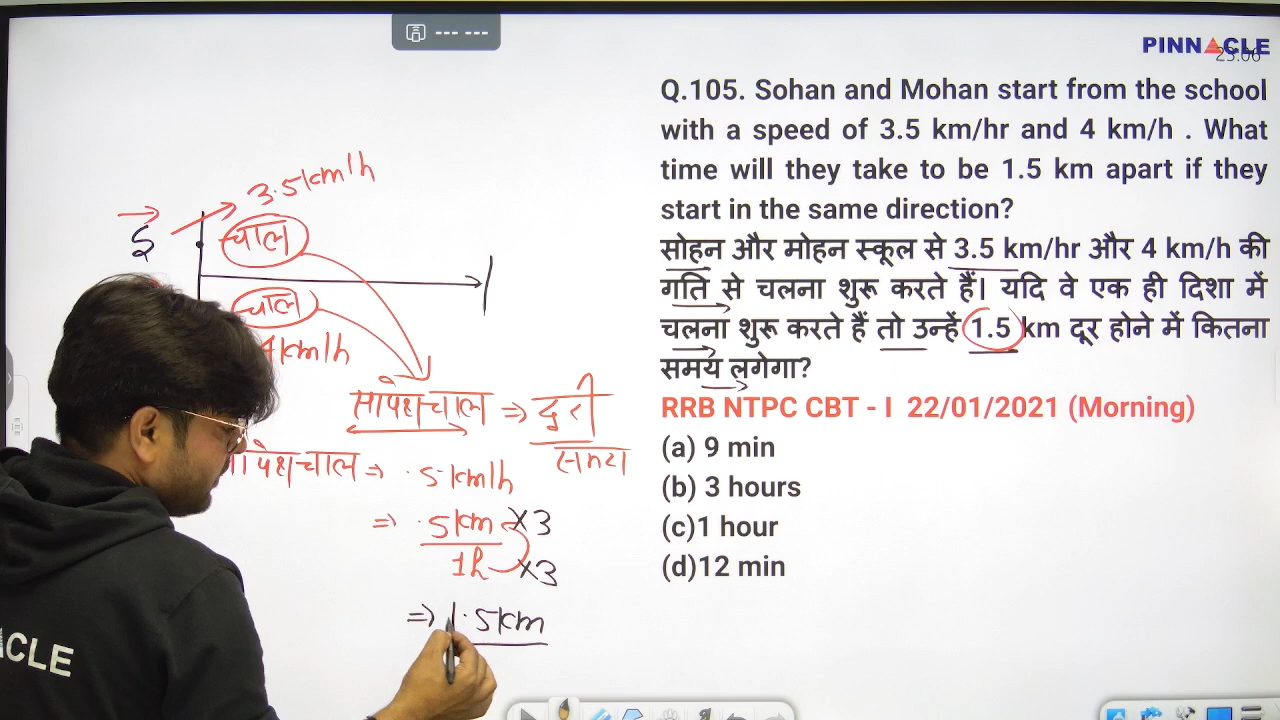 PINNACLE
23:06
Q.105. Sohan and Mohan start from the school
with a speed of 3.5 km/hr and 4 km/h . What
time will they take to be 1.5 km apart if they
start in the same direction?
सोहन और मोहन स्कूल से 3.5 km/hr और 4 km/h की
गति से चलना शुरू करते हैं। यदि वे एक ही दिशा में
चलना शुरू करते हैं तो उन्हें 1.5 km दूर होने में कितना
समय लगेगा?
RRB NTPC CBT - I 22/01/2021 (Morning)
(a) 9 min
(b) 3 hours
(c)1 hour
(d)12 min
3.5km/h
S
चाल
चाल
4km/h
सापेक्ष चाल ⇒ दूरी
समय
चाल ⇒ .5km/h
⇒ .5km ×3
1h ×3
⇒ 1.5km
CLE